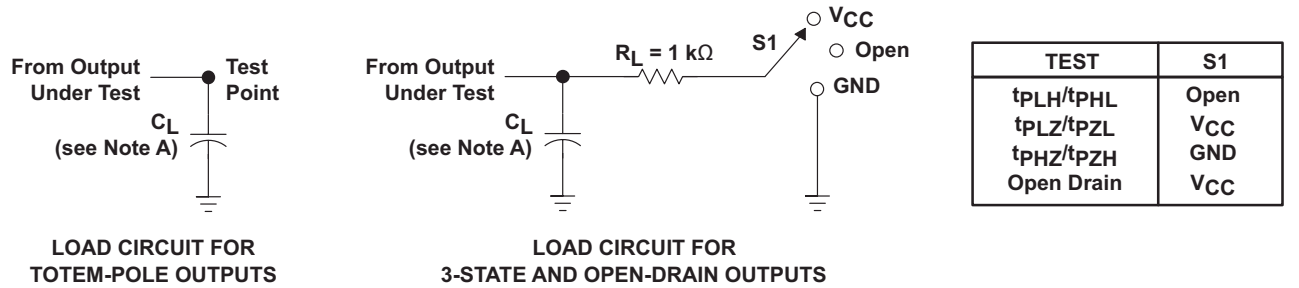 From Output
Under Test
Test
Point
CL
(see Note A)
LOAD CIRCUIT FOR
TOTEM-POLE OUTPUTS
From Output
Under Test
RL = 1 kΩ
S1
VCC
Open
GND
CL
(see Note A)
LOAD CIRCUIT FOR
3-STATE AND OPEN-DRAIN OUTPUTS
TEST S1
tPLH/tPHL Open
tPLZ/tPZL VCC
tPHZ/tPZH GND
Open Drain VCC